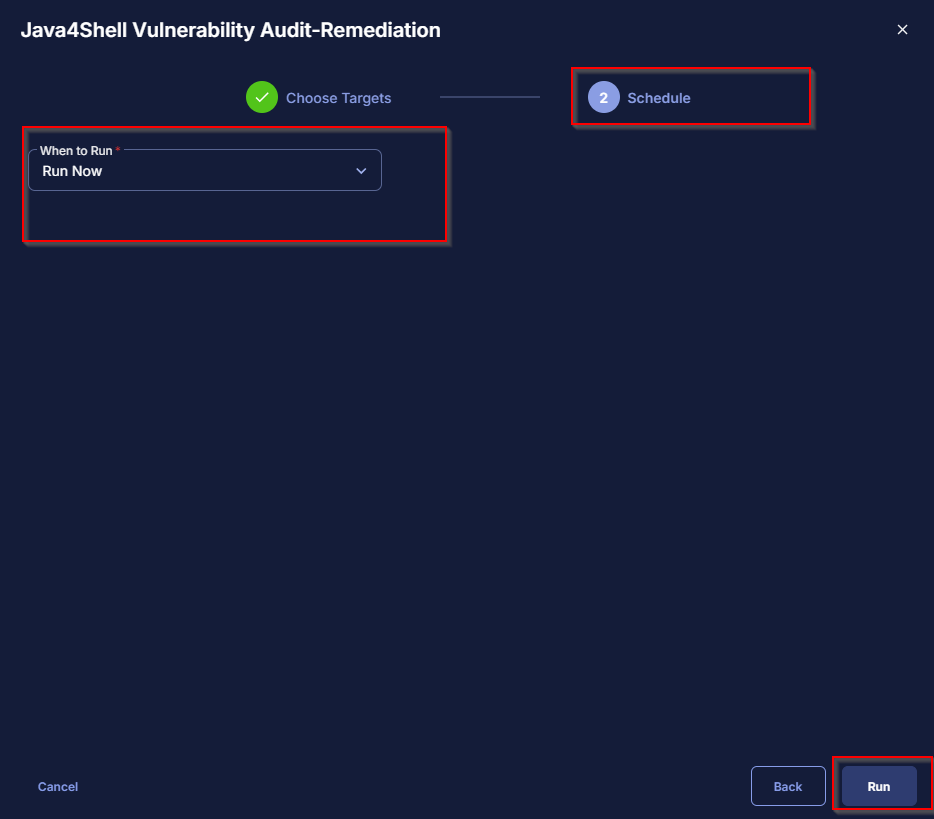 Java4Shell Vulnerability Audit-Remediation
Choose Targets
2 Schedule
When to Run *
Run Now
Cancel
Back
Run